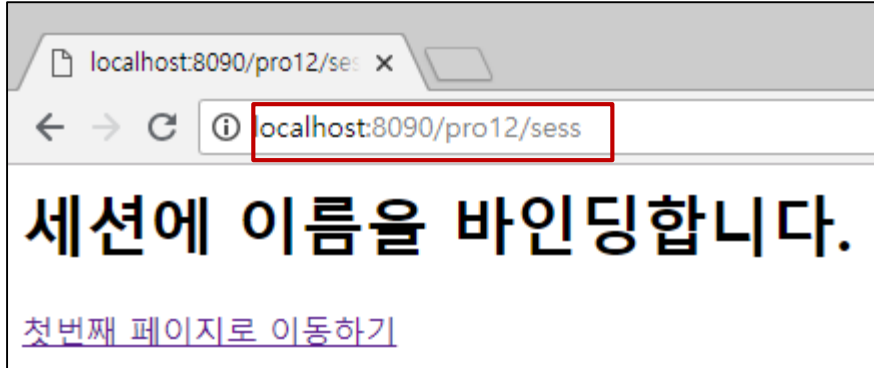 localhost:8090/pro12/ses
localhost:8090/pro12/sess
세션에 이름을 바인딩합니다.
첫번째 페이지로 이동하기